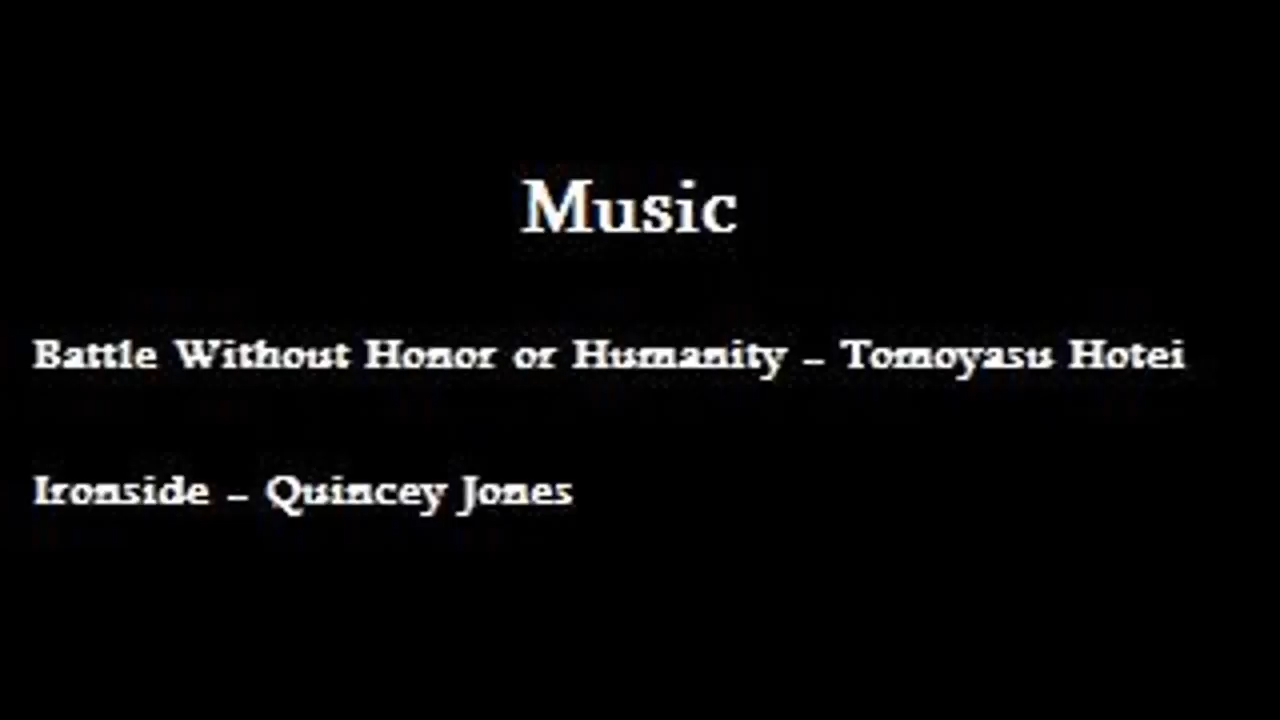 Music
Battle Without Honor or Humanity – Tomoyasu Hotei
Ironside – Quincey Jones